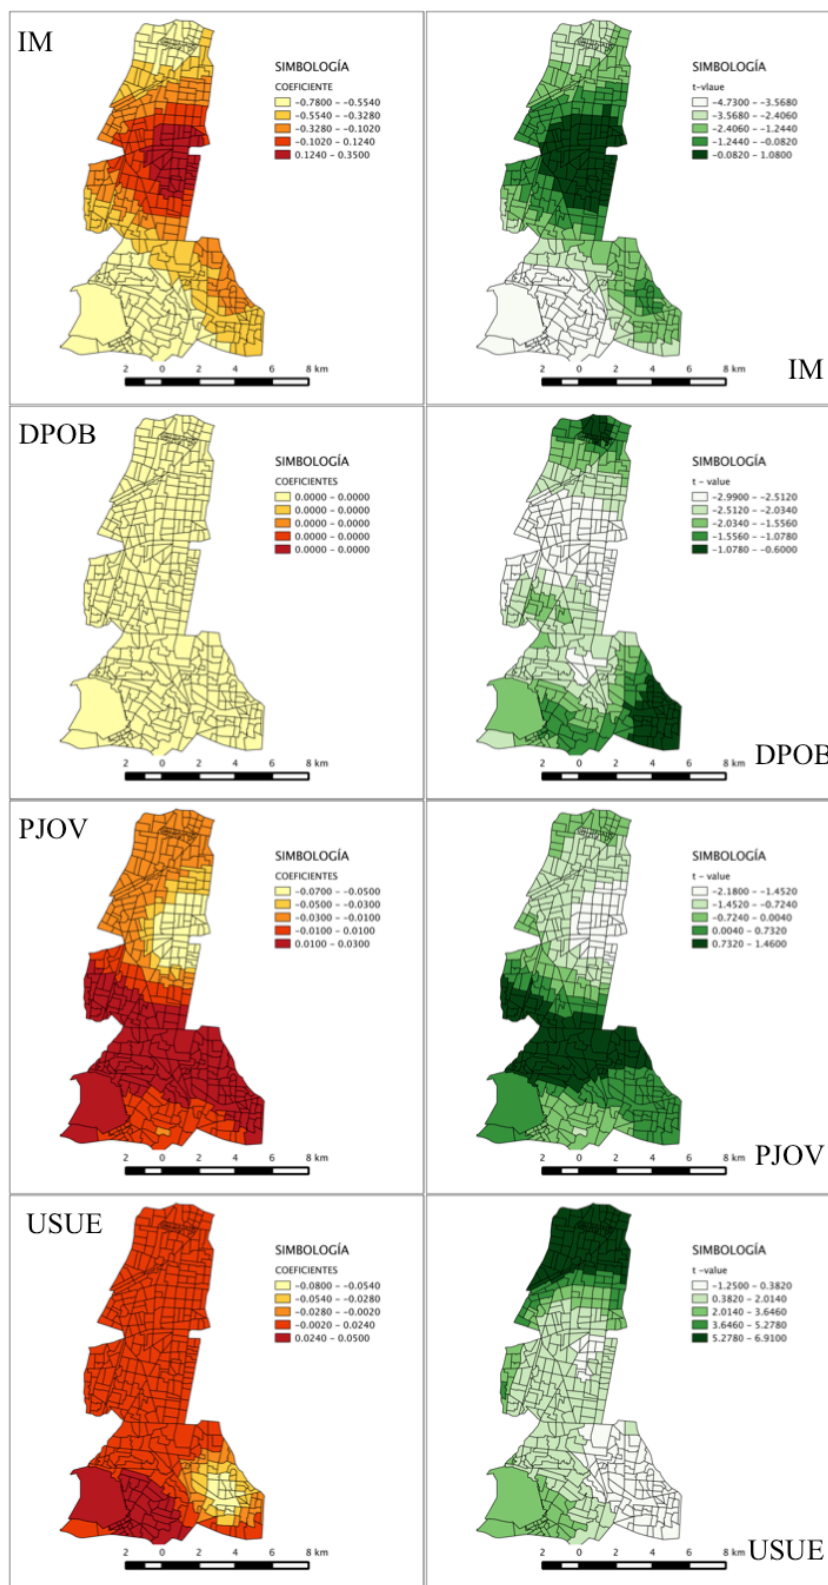 IM
SIMBOLOGÍA
COEFICIENTE
-0.7800 - -0.5540
-0.5540 - -0.3280
-0.3280 - -0.1020
-0.1020 - 0.1240
0.1240 - 0.3500
2 0 2 4 6 8 km
SIMBOLOGÍA
t-vlaue
-4.7300 - -3.5680
-3.5680 - -2.4060
-2.4060 - -1.2440
-1.2440 - -0.0820
-0.0820 - 1.0800
2 0 2 4 6 8 km
IM
DPOB
SIMBOLOGÍA
COEFICIENTES
0.0000 - 0.0000
0.0000 - 0.0000
0.0000 - 0.0000
0.0000 - 0.0000
0.0000 - 0.0000
2 0 2 4 6 8 km
SIMBOLOGÍA
t - value
-2.9900 - -2.5120
-2.5120 - -2.0340
-2.0340 - -1.5560
-1.5560 - -1.0780
-1.0780 - -0.6000
2 0 2 4 6 8 km
DPOB
PJOV
SIMBOLOGÍA
COEFICIENTES
-0.0700 - -0.0500
-0.0500 - -0.0300
-0.0300 - -0.0100
-0.0100 - 0.0100
0.0100 - 0.0300
2 0 2 4 6 8 km
SIMBOLOGÍA
t - value
-2.1800 - -1.4520
-1.4520 - -0.7240
-0.7240 - 0.0040
0.0040 - 0.7320
0.7320 - 1.4600
2 0 2 4 6 8 km
PJOV
USUE
SIMBOLOGÍA
COEFICIENTES
-0.0800 - -0.0540
-0.0540 - -0.0280
-0.0280 - -0.0020
-0.0020 - 0.0240
0.0240 - 0.0500
2 0 2 4 6 8 km
SIMBOLOGÍA
t -value
-1.2500 - 0.3820
0.3820 - 2.0140
2.0140 - 3.6460
3.6460 - 5.2780
5.2780 - 6.9100
2 0 2 4 6 8 km
USUE